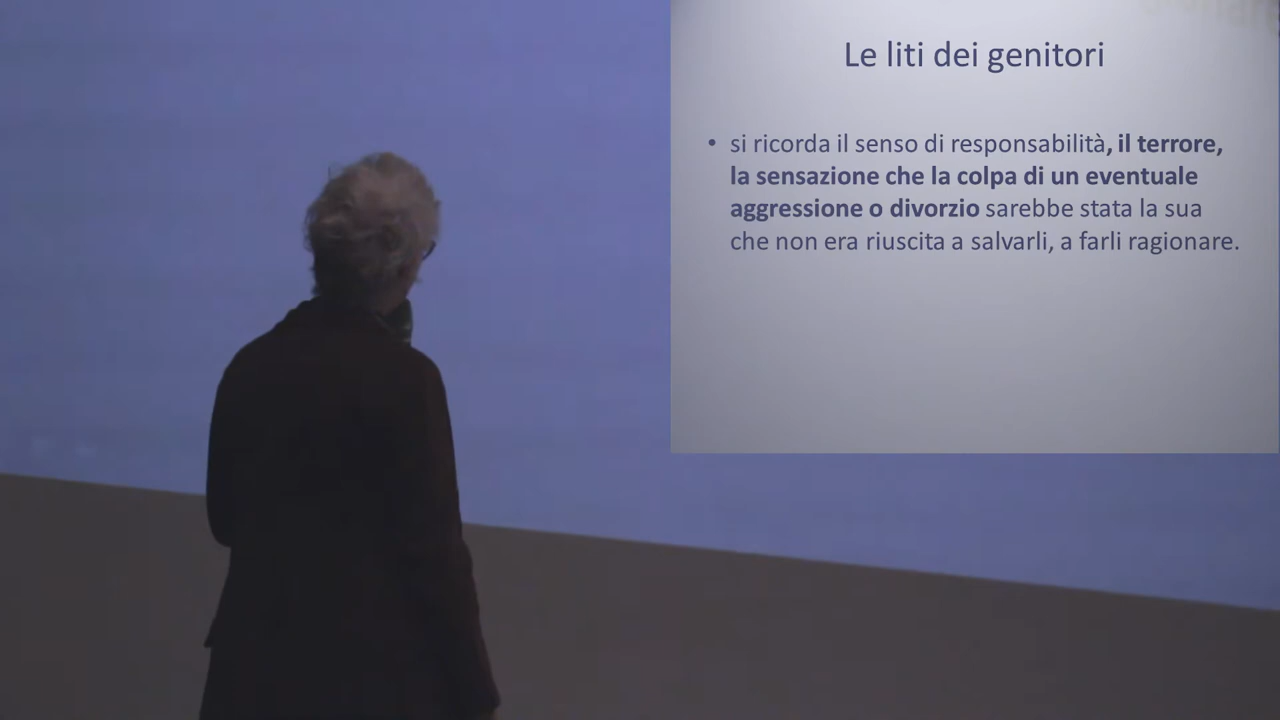 Le liti dei genitori
• si ricorda il senso di responsabilità, il terrore,
la sensazione che la colpa di un eventuale
aggressione o divorzio sarebbe stata la sua
che non era riuscita a salvarli, a farli ragionare.